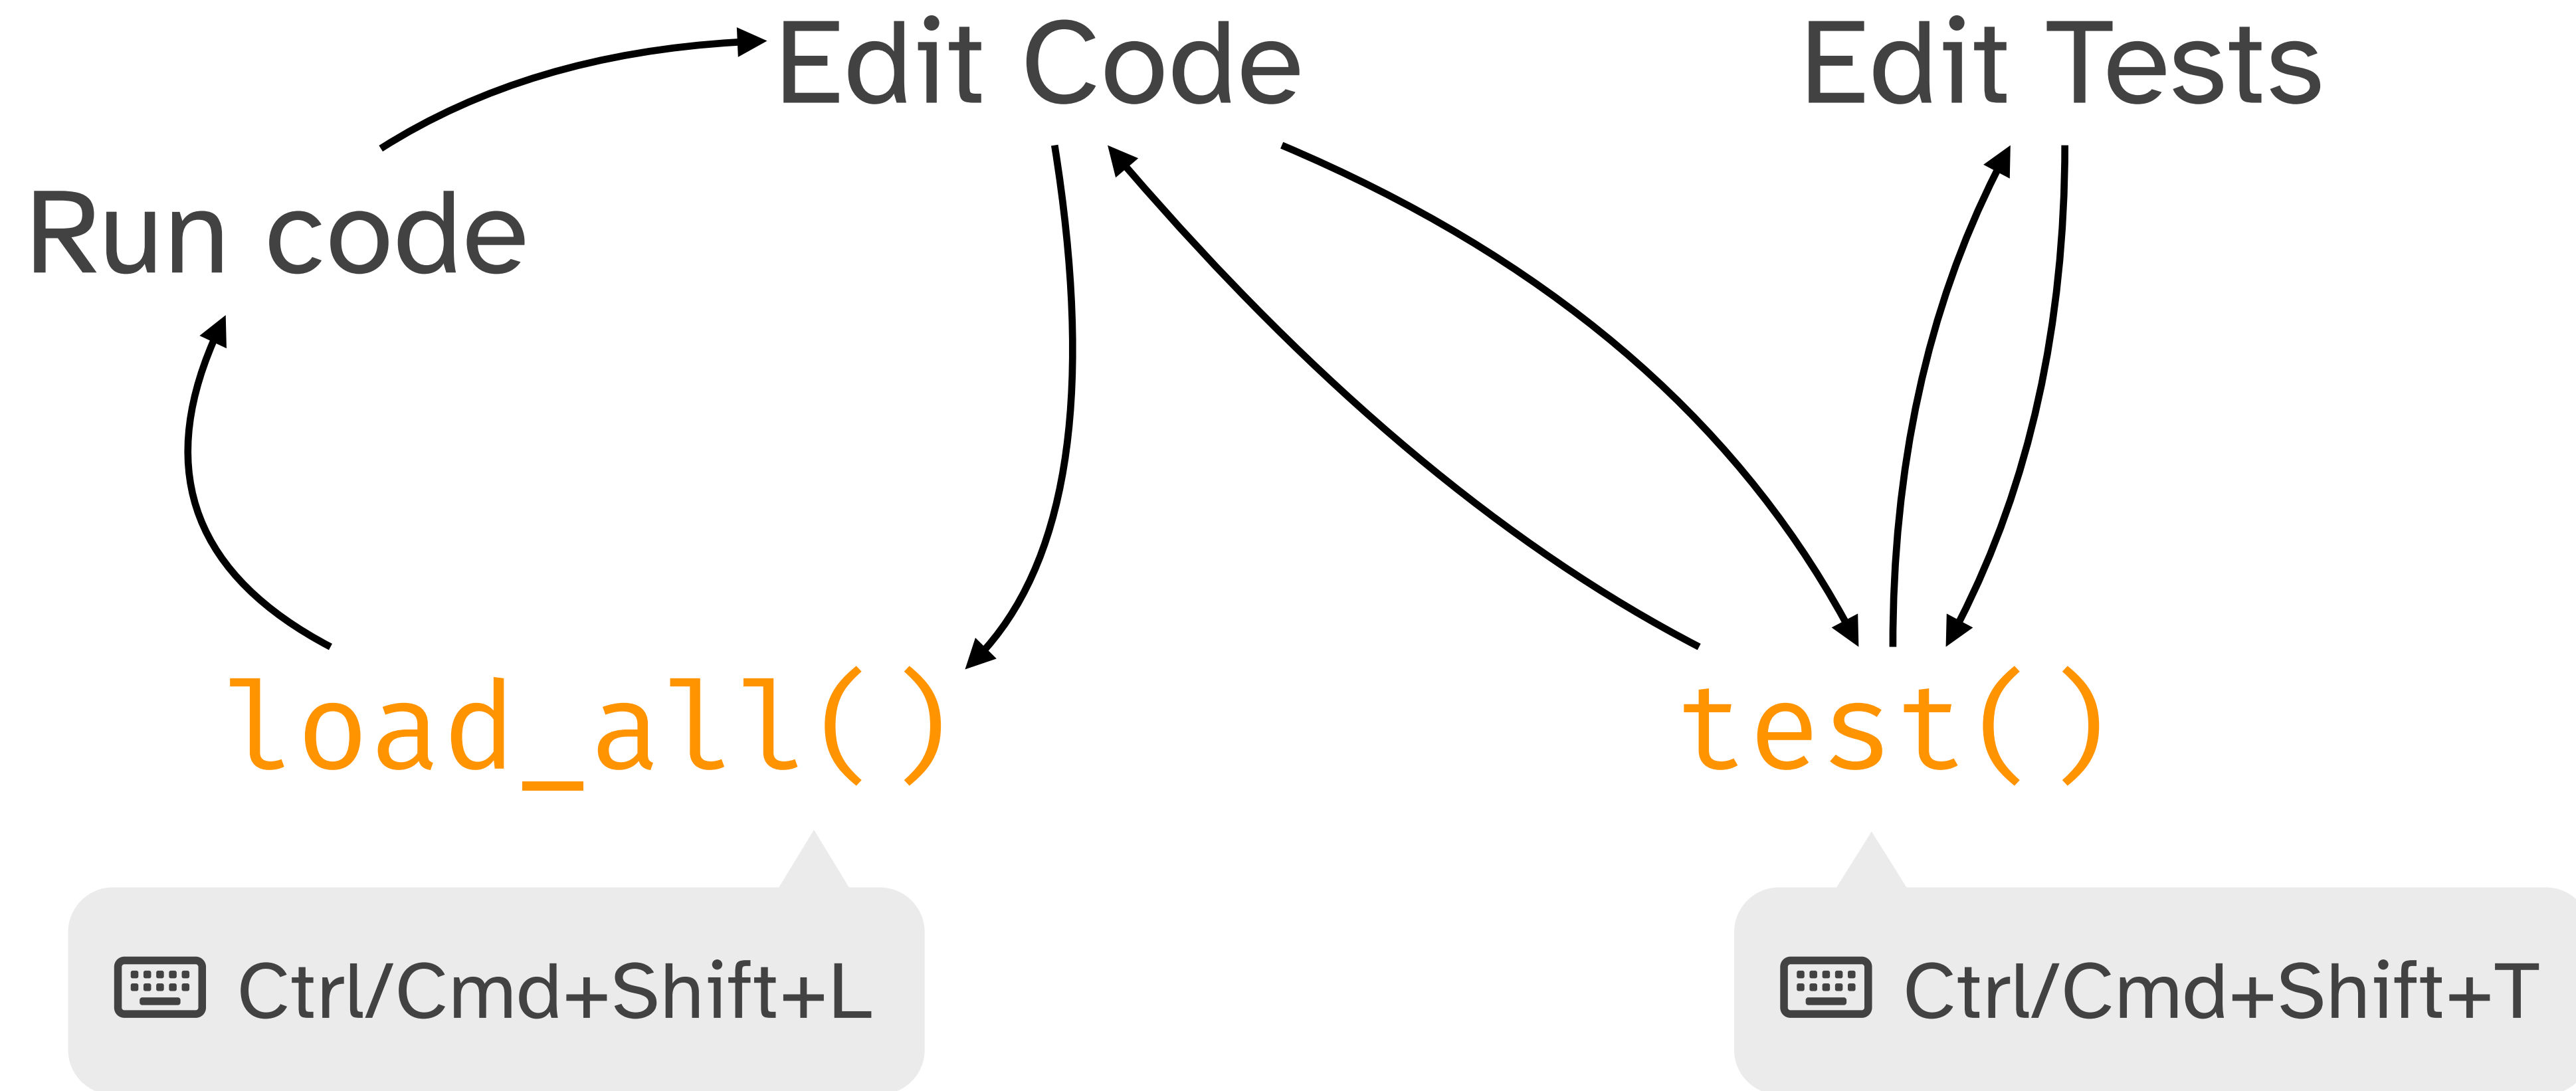 Edit Code
Edit Tests
Run code
load_all()
test()
Ctrl/Cmd+Shift+L
Ctrl/Cmd+Shift+T